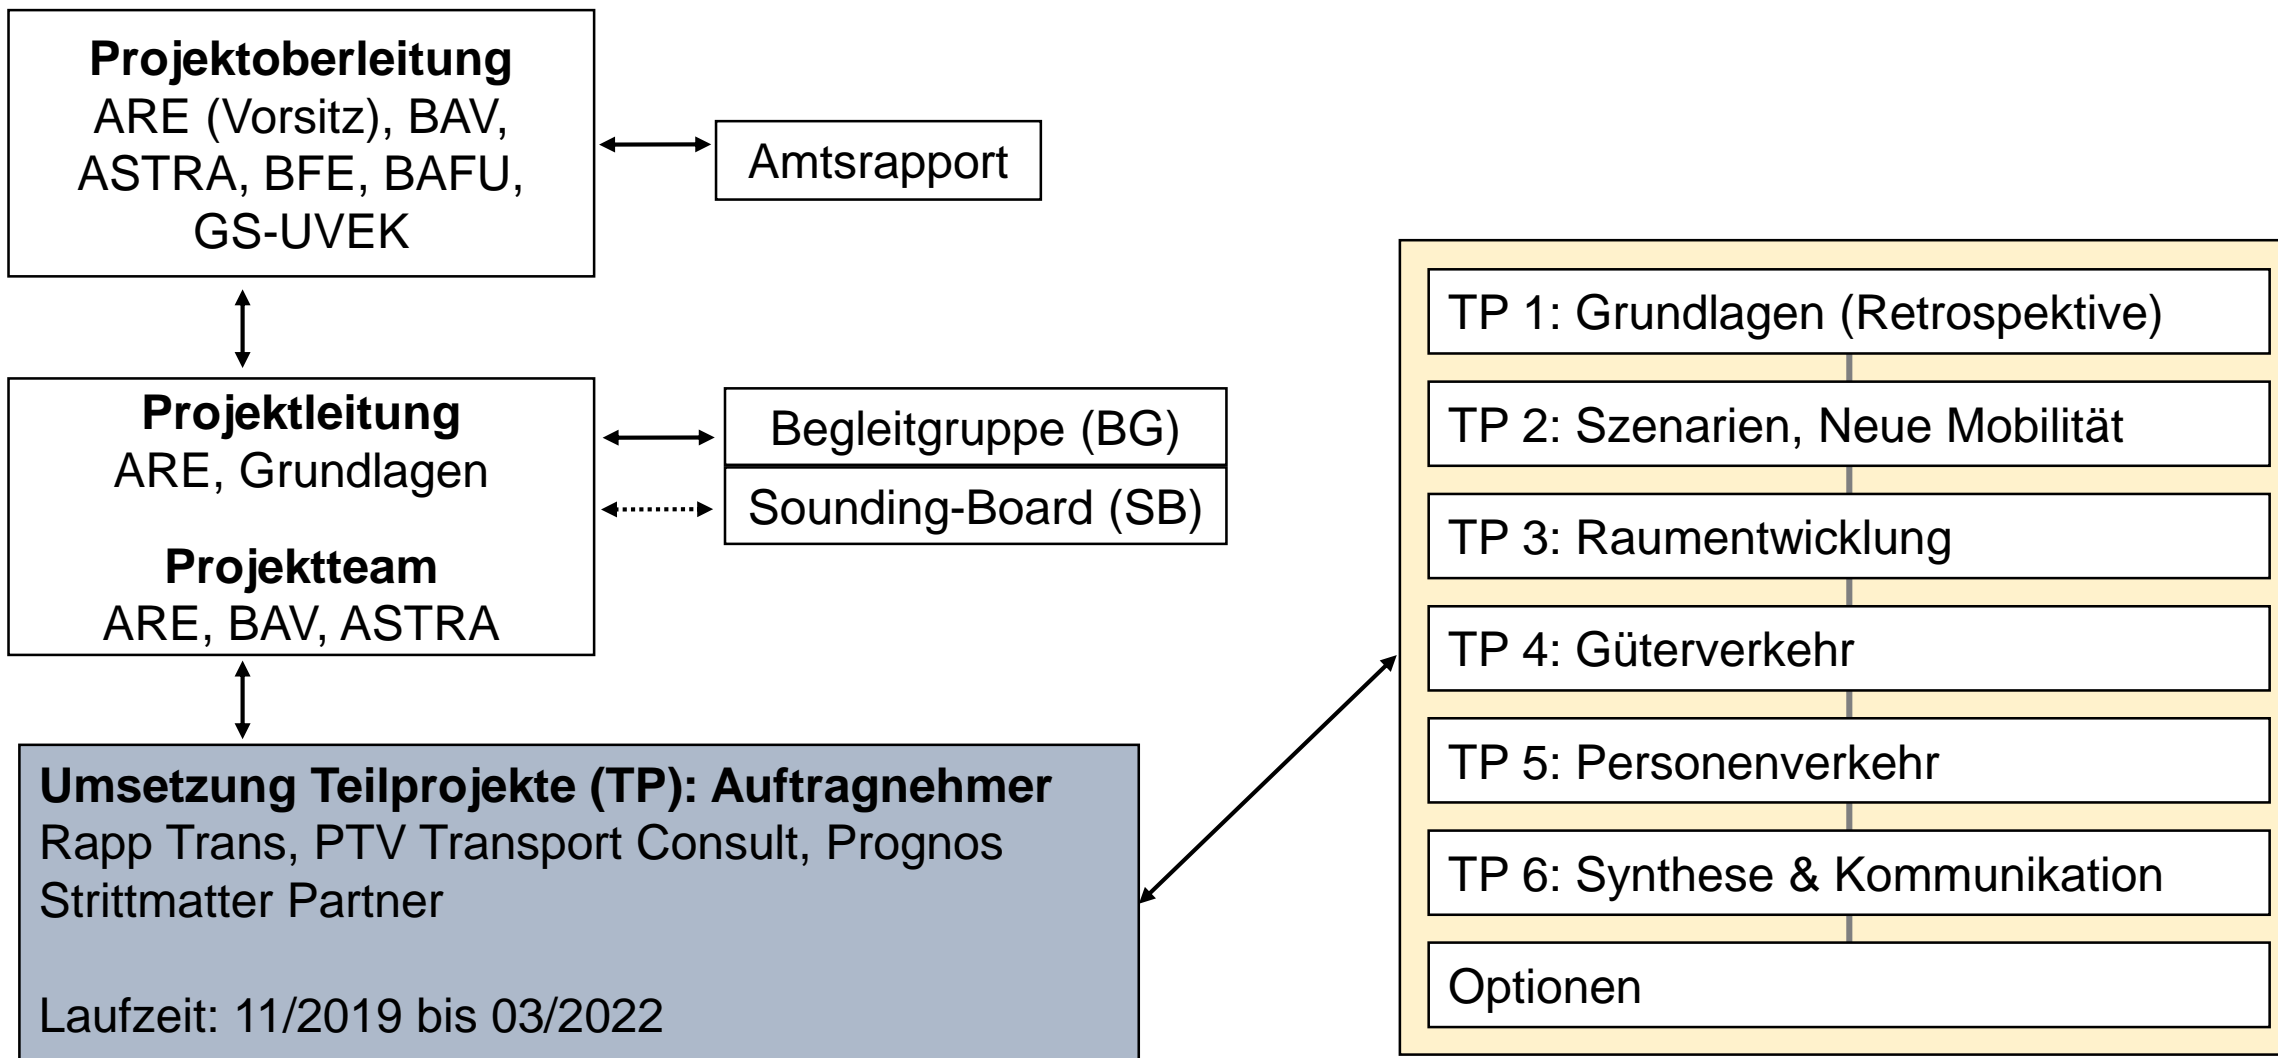 Projektoberleitung
ARE (Vorsitz), BAV,
ASTRA, BFE, BAFU,
GS-UVEK
Amtsrapport
Projektleitung
ARE, Grundlagen
Projektteam
ARE, BAV, ASTRA
Begleitgruppe (BG)
Sounding-Board (SB)
Umsetzung Teilprojekte (TP): Auftragnehmer
Rapp Trans, PTV Transport Consult, Prognos
Strittmatter Partner
Laufzeit: 11/2019 bis 03/2022
TP 1: Grundlagen (Retrospektive)
TP 2: Szenarien, Neue Mobilität
TP 3: Raumentwicklung
TP 4: Güterverkehr
TP 5: Personenverkehr
TP 6: Synthese & Kommunikation
Optionen